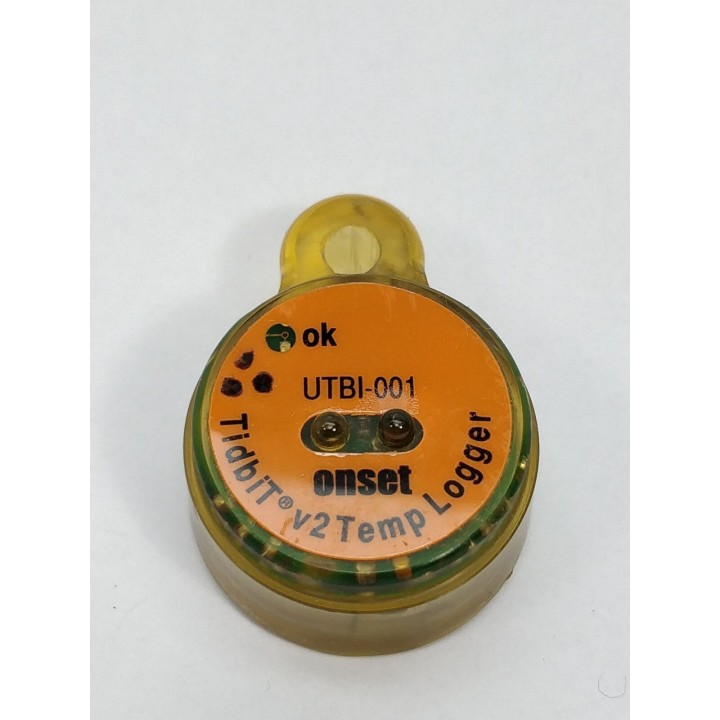 ok
UTBI-001
onset
TidbiT® v2 Temp Logger